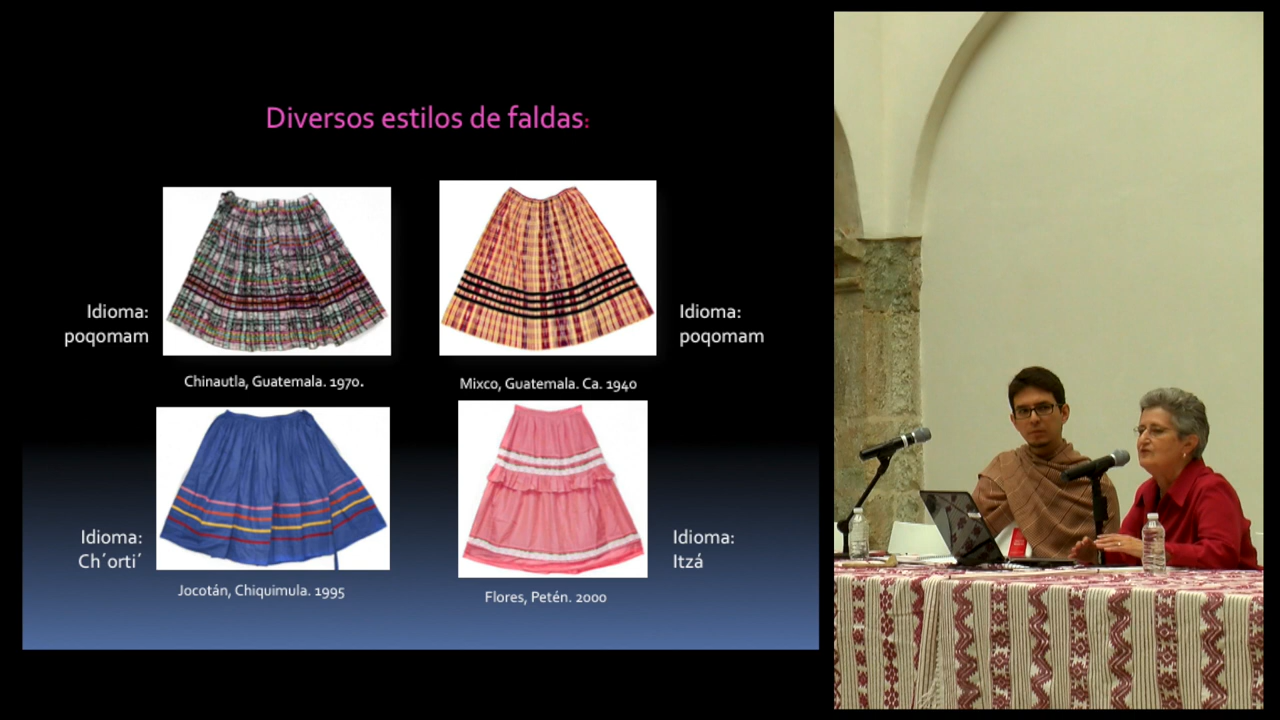 Diversos estilos de faldas:
Idioma:
poqomam
Chinautla, Guatemala. 1970.
Idioma:
poqomam
Mixco, Guatemala. Ca. 1940
Idioma:
Ch´orti´
Jocotán, Chiquimula. 1995
Idioma:
Itzá
Flores, Petén. 2000